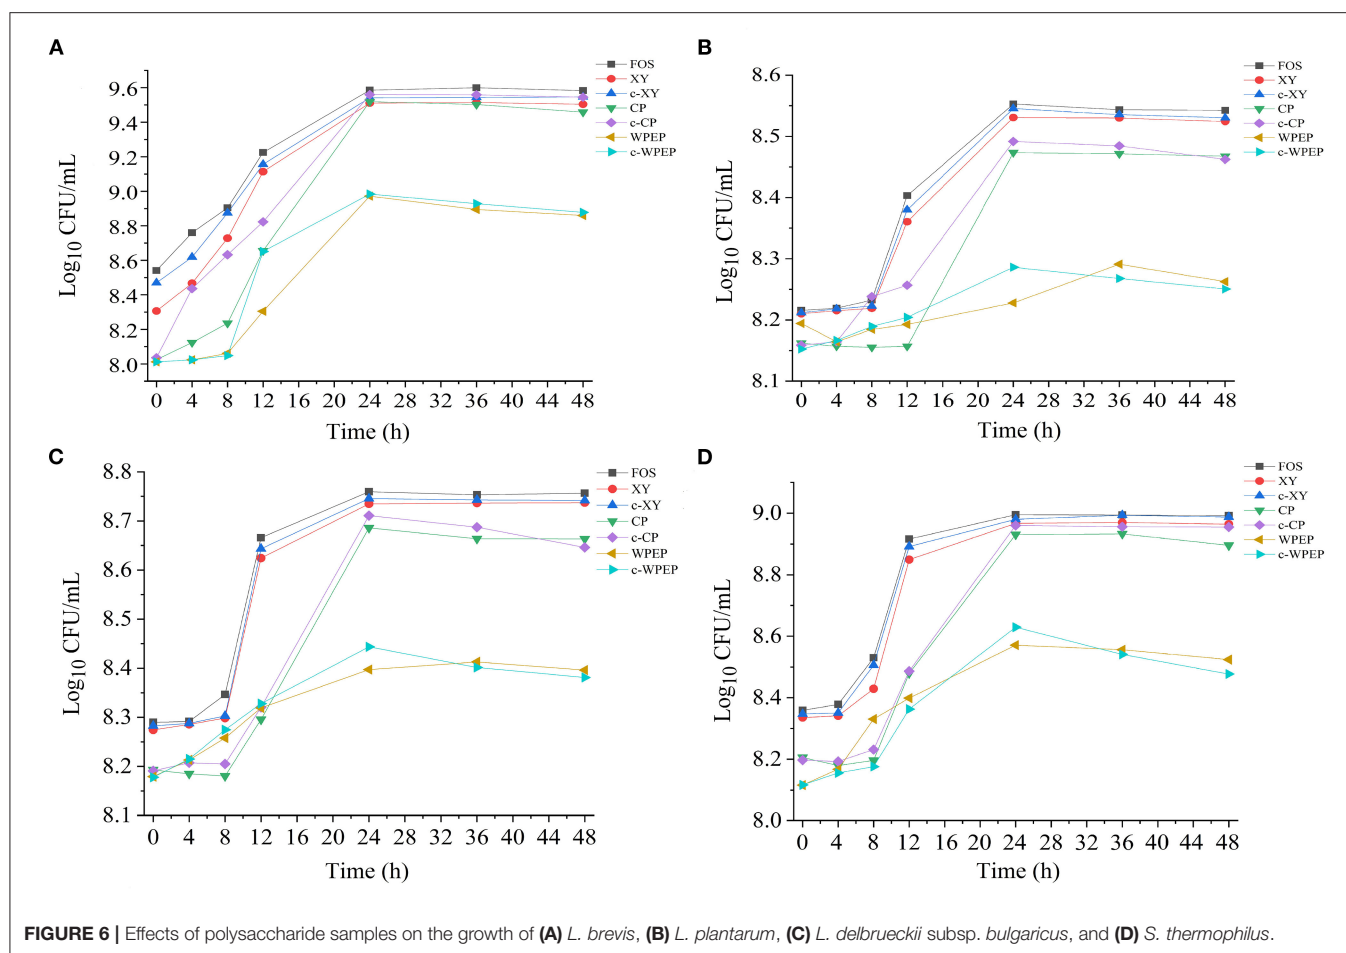 A
Log10 CFU/mL
9.6
9.4
9.2
9.0
8.8
8.6
8.4
8.2
8.0
0 4 8 12 16 20 24 28 32 36 40 44 48
Time (h)
FOS
XY
c-XY
CP
c-CP
WPEP
c-WPEP
B
Log10 CFU/mL
8.6
8.5
8.4
8.3
8.2
8.1
0 4 8 12 16 20 24 28 32 36 40 44 48
Time (h)
FOS
XY
c-XY
CP
c-CP
WPEP
c-WPEP
C
Log10 CFU/mL
8.8
8.7
8.6
8.5
8.4
8.3
8.2
8.1
0 4 8 12 16 20 24 28 32 36 40 44 48
Time (h)
FOS
XY
c-XY
CP
c-CP
WPEP
c-WPEP
D
Log10 CFU/mL
9.0
8.8
8.6
8.4
8.2
8.0
0 4 8 12 16 20 24 28 32 36 40 44 48
Time (h)
FOS
XY
c-XY
CP
c-CP
WPEP
c-WPEP
FIGURE 6 | Effects of polysaccharide samples on the growth of (A) L. brevis, (B) L. plantarum, (C) L. delbrueckii subsp. bulgaricus, and (D) S. thermophilus.